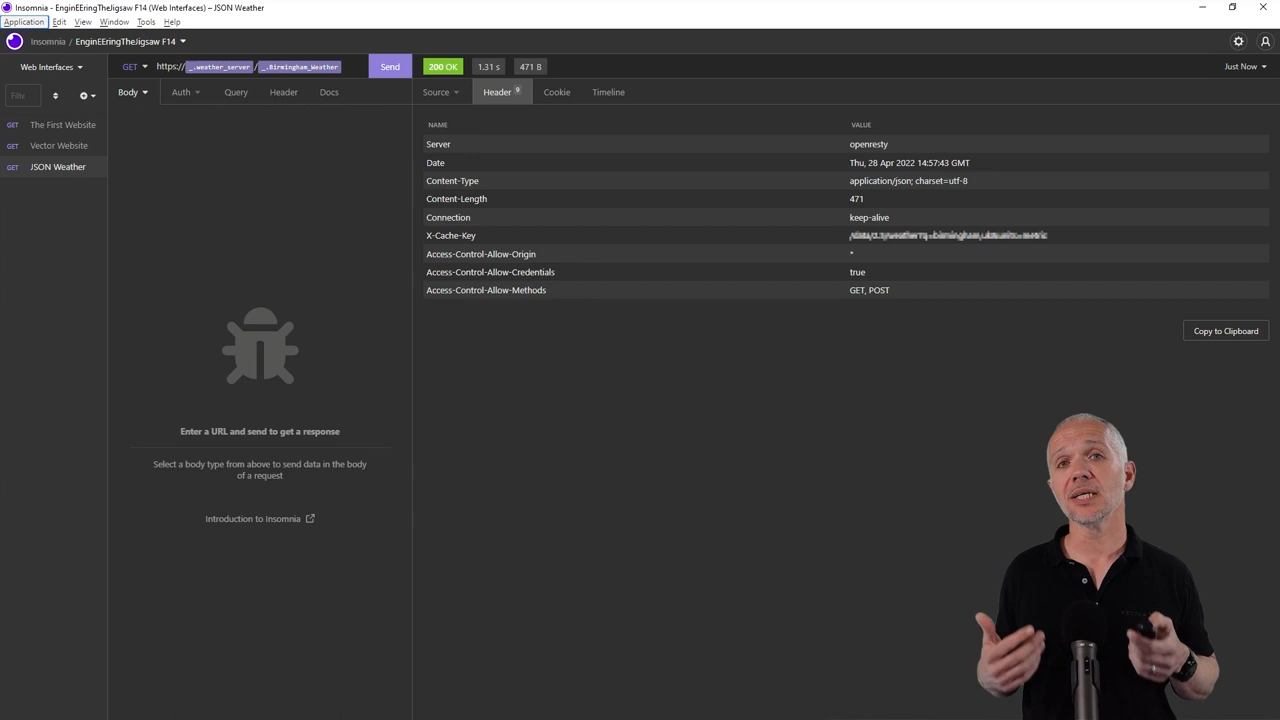 Insomnia - EnginEEringTheJigsaw F14 (Web Interfaces) – JSON Weather
Application Edit View Window Tools Help
Insomnia / EnginEEringTheJigsaw F14
Web Interfaces
GET https:// _.weather_server / _.Birmingham_Weather Send
200 OK 1.31 s 471 B Just Now
Body Auth Query Header Docs
Source Header 9 Cookie Timeline
GET The First Website
GET Vector Website
GET JSON Weather
NAME VALUE
Server openresty
Date Thu, 28 Apr 2022 14:57:43 GMT
Content-Type application/json; charset=utf-8
Content-Length 471
Connection keep-alive
X-Cache-Key
Access-Control-Allow-Origin *
Access-Control-Allow-Credentials true
Access-Control-Allow-Methods GET, POST
Copy to Clipboard
Enter a URL and send to get a response
Select a body type from above to send data in the body
of a request
Introduction to Insomnia